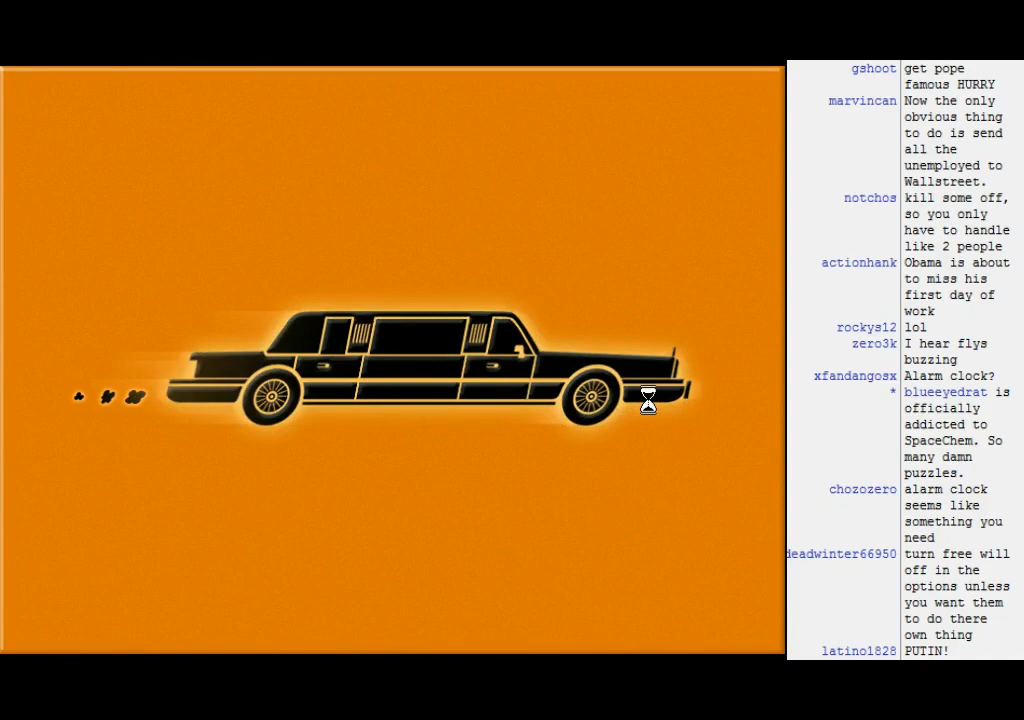 gshoot get pope
famous HURRY
marvincan Now the only
obvious thing
to do is send
all the
unemployed to
Wallstreet.
notchos kill some off,
so you only
have to handle
like 2 people
actionhank Obama is about
to miss his
first day of
work
rockys12 lol
zero3k I hear flys
buzzing
xfandangosx Alarm clock?
* blueeyedrat is
officially
addicted to
SpaceChem. So
many damn
puzzles.
chozozero alarm clock
seems like
something you
need
deadwinter66950 turn free will
off in the
options unless
you want them
to do there
own thing
latino1828 PUTIN!